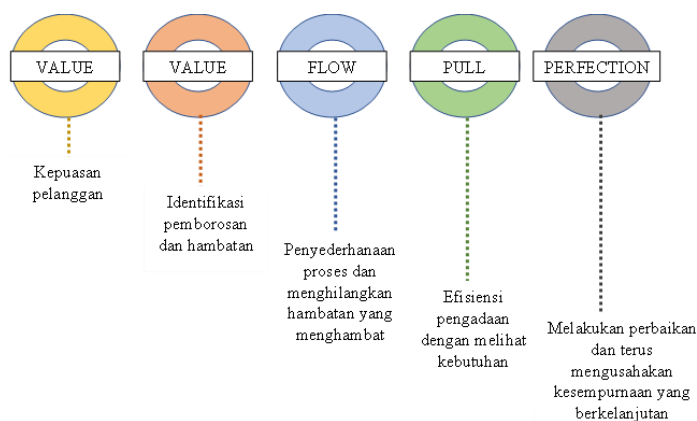 VALUE
VALUE
FLOW
PULL
PERFECTION
Kepuasan
pelanggan
Identifikasi
pemborosan
dan hambatan
Penyederhanaan
proses dan
menghilangkan
hambatan yang
menghambat
Efisiensi
pengadaan
dengan melihat
kebutuhan
Melakukan perbaikan
dan terus
mengusahakan
kesempurnaan yang
berkelanjutan